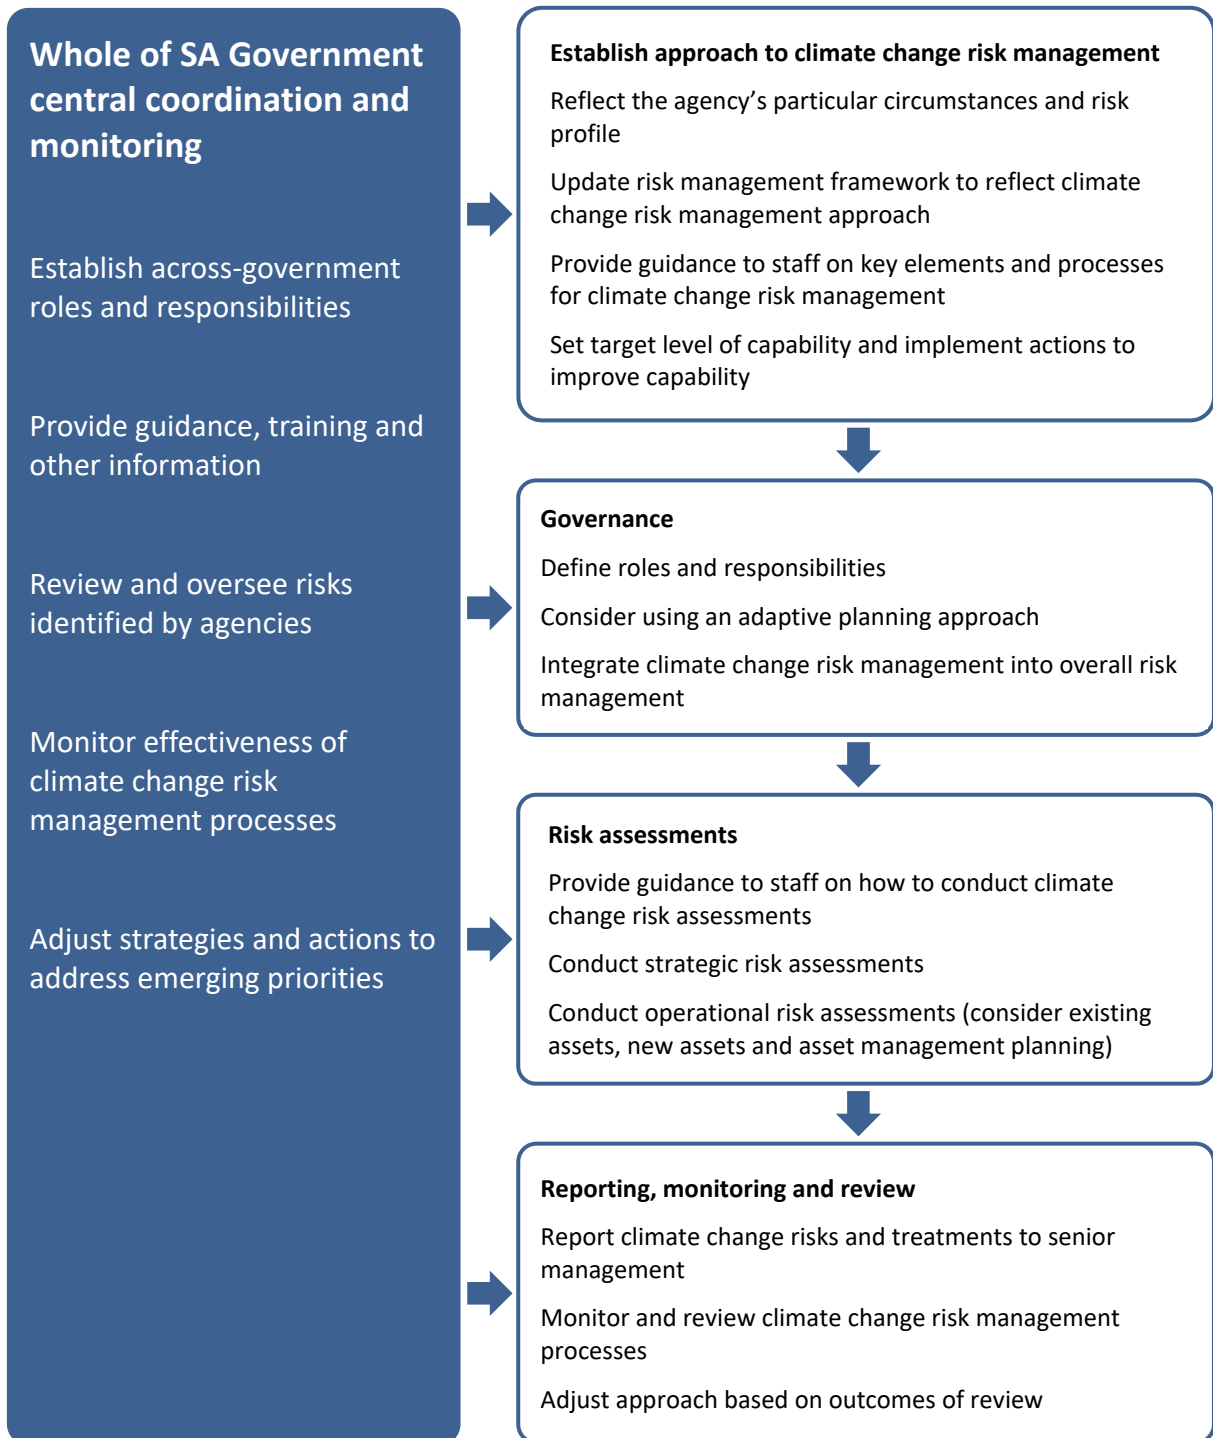 Whole of SA Government
central coordination and
monitoring
Establish across-government
roles and responsibilities
Provide guidance, training and
other information
Review and oversee risks
identified by agencies
Monitor effectiveness of
climate change risk
management processes
Adjust strategies and actions to
address emerging priorities
Establish approach to climate change risk management
Reflect the agency’s particular circumstances and risk
profile
Update risk management framework to reflect climate
change risk management approach
Provide guidance to staff on key elements and processes
for climate change risk management
Set target level of capability and implement actions to
improve capability
Governance
Define roles and responsibilities
Consider using an adaptive planning approach
Integrate climate change risk management into overall risk
management
Risk assessments
Provide guidance to staff on how to conduct climate
change risk assessments
Conduct strategic risk assessments
Conduct operational risk assessments (consider existing
assets, new assets and asset management planning)
Reporting, monitoring and review
Report climate change risks and treatments to senior
management
Monitor and review climate change risk management
processes
Adjust approach based on outcomes of review